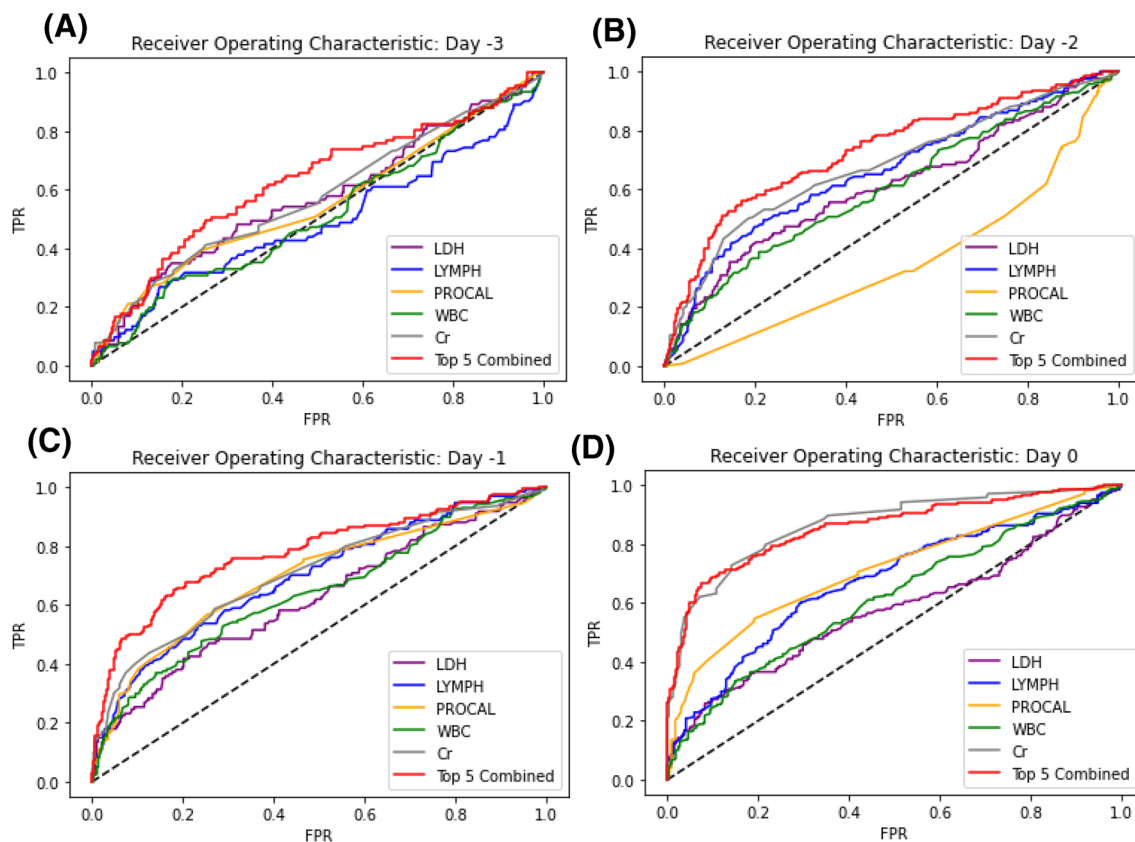 (A)
Receiver Operating Characteristic: Day -3
1.0
0.8
0.6
0.4
0.2
0.0
TPR
LDH
LYMPH
PROCAL
WBC
Cr
Top 5 Combined
0.0 0.2 0.4 0.6 0.8 1.0
FPR
(B)
Receiver Operating Characteristic: Day -2
1.0
0.8
0.6
0.4
0.2
0.0
TPR
LDH
LYMPH
PROCAL
WBC
Cr
Top 5 Combined
0.0 0.2 0.4 0.6 0.8 1.0
FPR
(C)
Receiver Operating Characteristic: Day -1
1.0
0.8
0.6
0.4
0.2
0.0
TPR
LDH
LYMPH
PROCAL
WBC
Cr
Top 5 Combined
0.0 0.2 0.4 0.6 0.8 1.0
FPR
(D)
Receiver Operating Characteristic: Day 0
1.0
0.8
0.6
0.4
0.2
0.0
TPR
LDH
LYMPH
PROCAL
WBC
Cr
Top 5 Combined
0.0 0.2 0.4 0.6 0.8 1.0
FPR